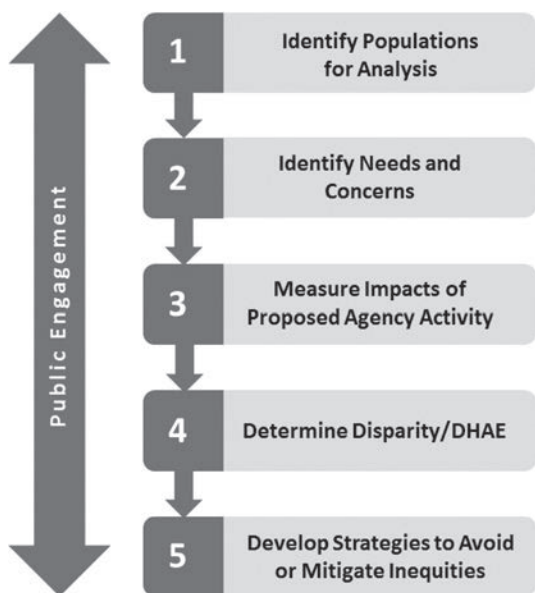 Public Engagement
1
Identify Populations
for Analysis
2
Identify Needs and
Concerns
3
Measure Impacts of
Proposed Agency Activity
4
Determine Disparity/DHAE
5
Develop Strategies to Avoid
or Mitigate Inequities